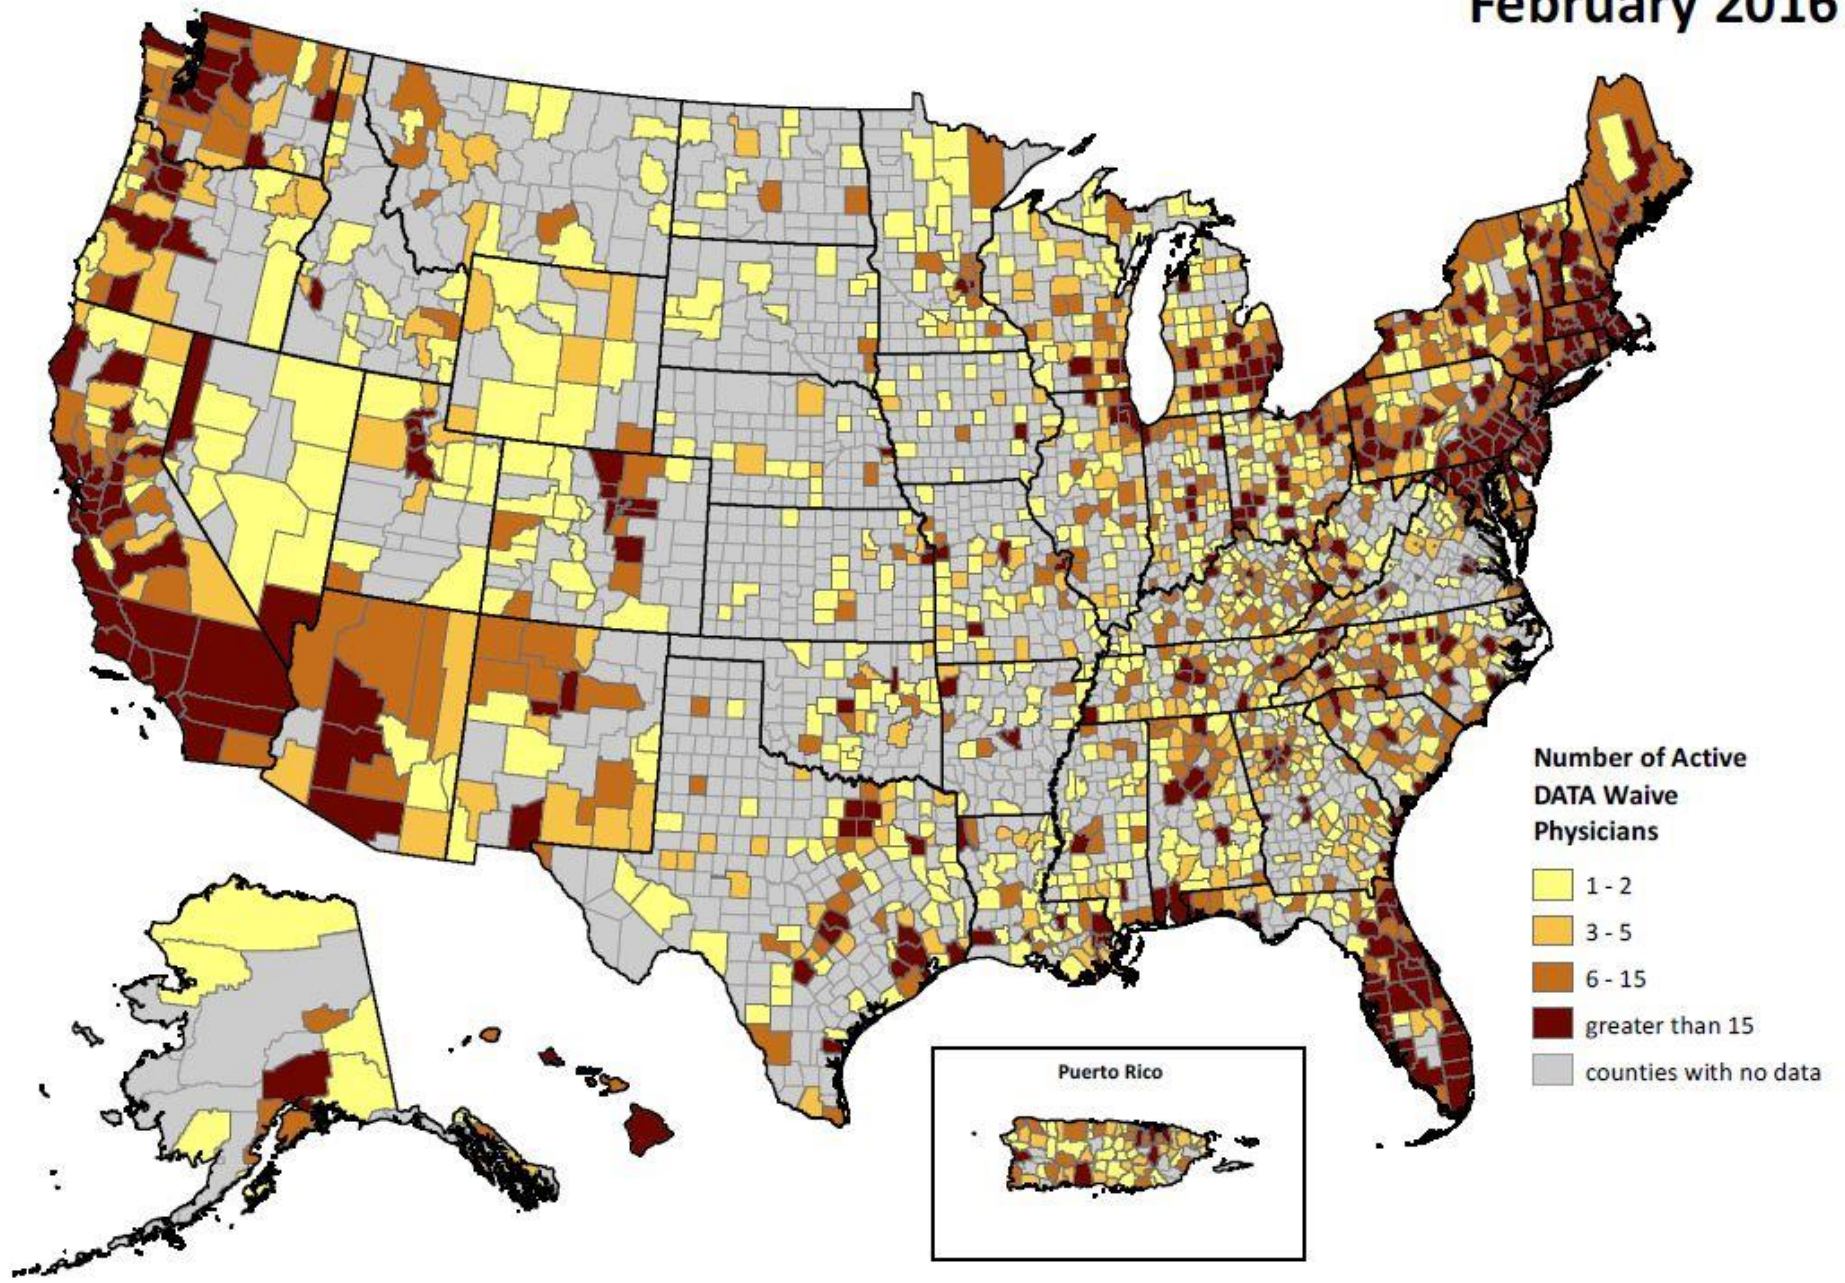 February 2016
Number of Active
DATA Waive
Physicians
1 - 2
3 - 5
6 - 15
greater than 15
counties with no data
Puerto Rico